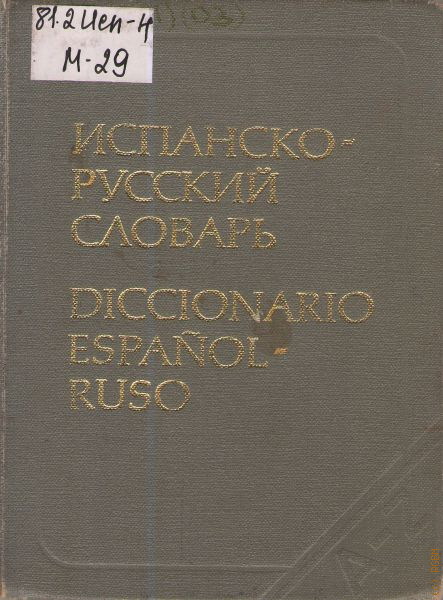 81.2Исп-4
М-29
ИСПАНСКО-
РУССКИЙ
СЛОВАРЬ
DICCIONARIO
ESPAÑOL-
RUSO
А-Я